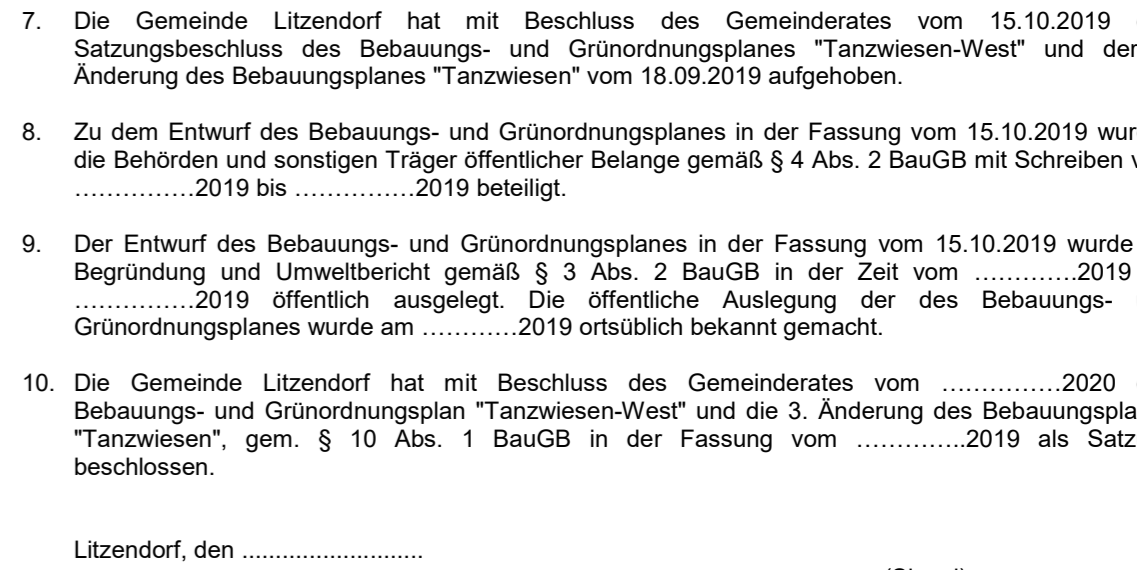 7. Die Gemeinde Litzendorf hat mit Beschluss des Gemeinderates vom 15.10.2019
Satzungsbeschluss des Bebauungs- und Grünordnungsplanes "Tanzwiesen-West" und der
Änderung des Bebauungsplanes "Tanzwiesen" vom 18.09.2019 aufgehoben.
8. Zu dem Entwurf des Bebauungs- und Grünordnungsplanes in der Fassung vom 15.10.2019 wur
die Behörden und sonstigen Träger öffentlicher Belange gemäß § 4 Abs. 2 BauGB mit Schreiben v
……………2019 bis ……………2019 beteiligt.
9. Der Entwurf des Bebauungs- und Grünordnungsplanes in der Fassung vom 15.10.2019 wurde
Begründung und Umweltbericht gemäß § 3 Abs. 2 BauGB in der Zeit vom ………….2019
……………2019 öffentlich ausgelegt. Die öffentliche Auslegung der des Bebauungs-
Grünordnungsplanes wurde am …………2019 ortsüblich bekannt gemacht.
10. Die Gemeinde Litzendorf hat mit Beschluss des Gemeinderates vom ……………2020
Bebauungs- und Grünordnungsplan "Tanzwiesen-West" und die 3. Änderung des Bebauungspla
"Tanzwiesen", gem. § 10 Abs. 1 BauGB in der Fassung vom …………..2019 als Satz
beschlossen.
Litzendorf, den ...........................